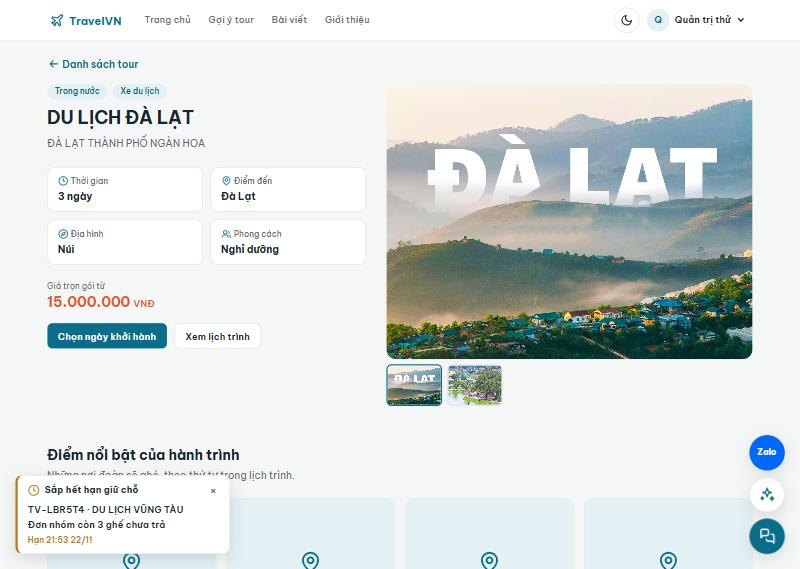 TravelVN
Trang chủ
Gợi ý tour
Bài viết
Giới thiệu
Q
Quản trị thử
Danh sách tour
Trong nước
Xe du lịch
DU LỊCH ĐÀ LẠT
ĐÀ LẠT THÀNH PHỐ NGÀN HOA
Thời gian
3 ngày
Điểm đến
Đà Lạt
Địa hình
Núi
Phong cách
Nghỉ dưỡng
Giá trọn gói từ
15.000.000 VNĐ
Chọn ngày khởi hành
Xem lịch trình
ĐÀ LẠT
ĐÀ LẠT
Điểm nổi bật của hành trình
Những nơi đoàn sẽ ghé, theo thứ tự trong lịch trình.
Zalo
Sắp hết hạn giữ chỗ
×
TV-LBR5T4 · DU LỊCH VŨNG TÀU
Đơn nhóm còn 3 ghế chưa trả
Hạn 21:53 22/11